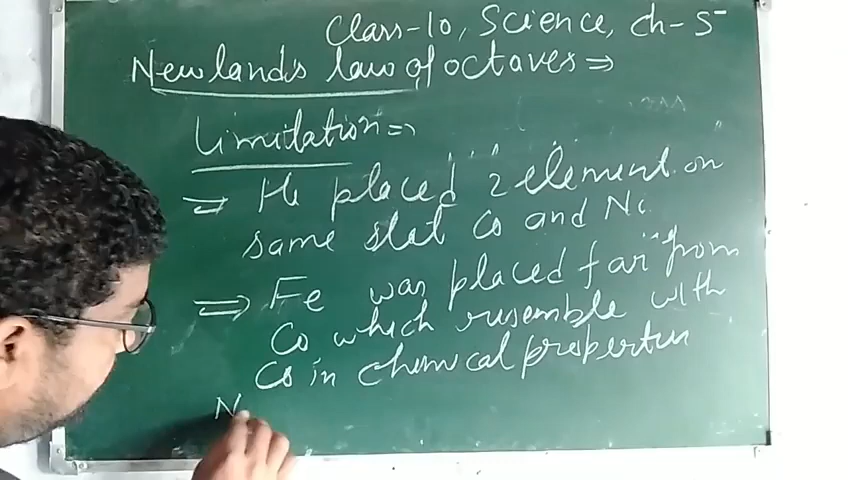 Class-10, Science, ch-5
Newlands law of octaves ⇒
Limitation ⇒
⇒ He placed 2 element on
same slot Co and Ni
⇒ Fe was placed far from
Co which resemble with
Co in chemical properties
N